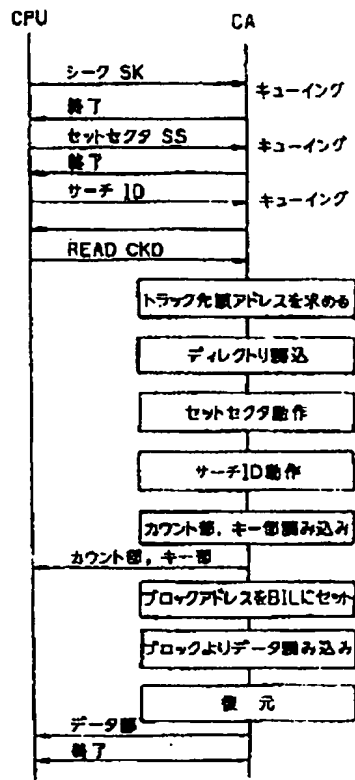 CPU
CA
シーク SK
キューイング
終了
セットセクタ SS
キューイング
終了
サーチ ID
キューイング
READ CKD
トラック先頭アドレスを求める
ディレクトリ読込
セットセクタ動作
サーチID動作
カウント部, キー部読み込み
カウント部, キー部
ブロックアドレスをBILにセット
ブロックよりデータ読み込み
復元
データ部
終了